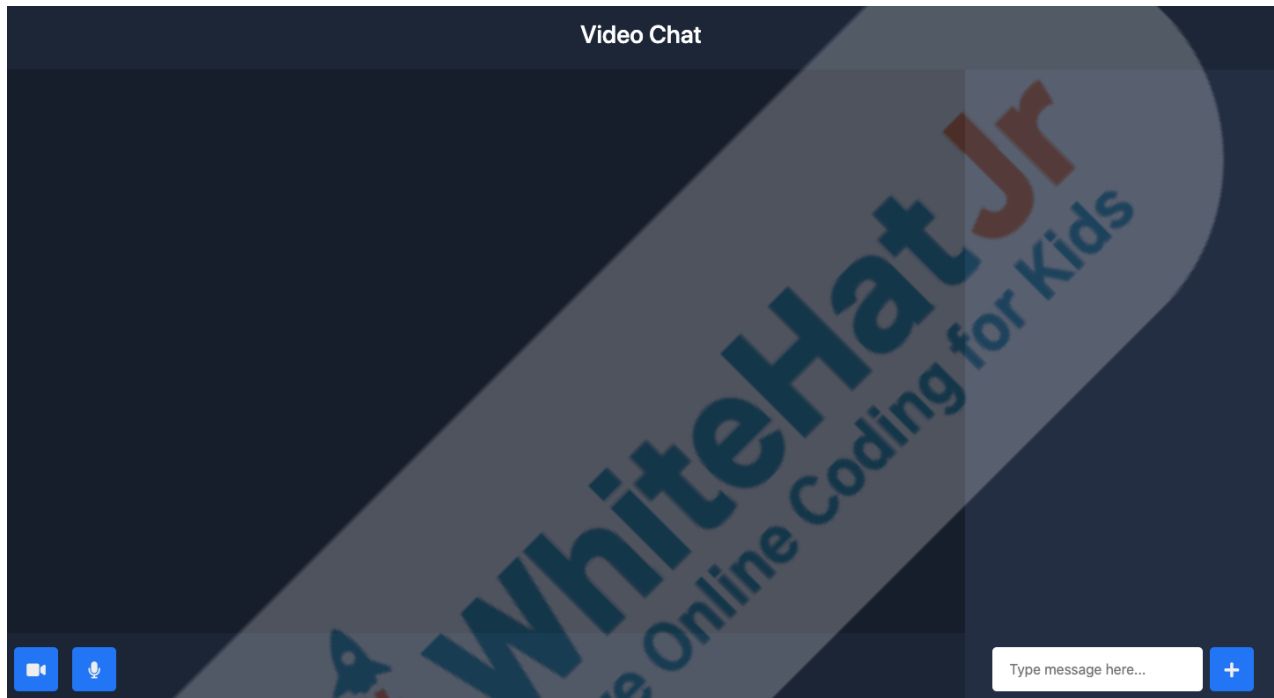 Video Chat
WhiteHat Jr
Online Coding for Kids
Type message here...